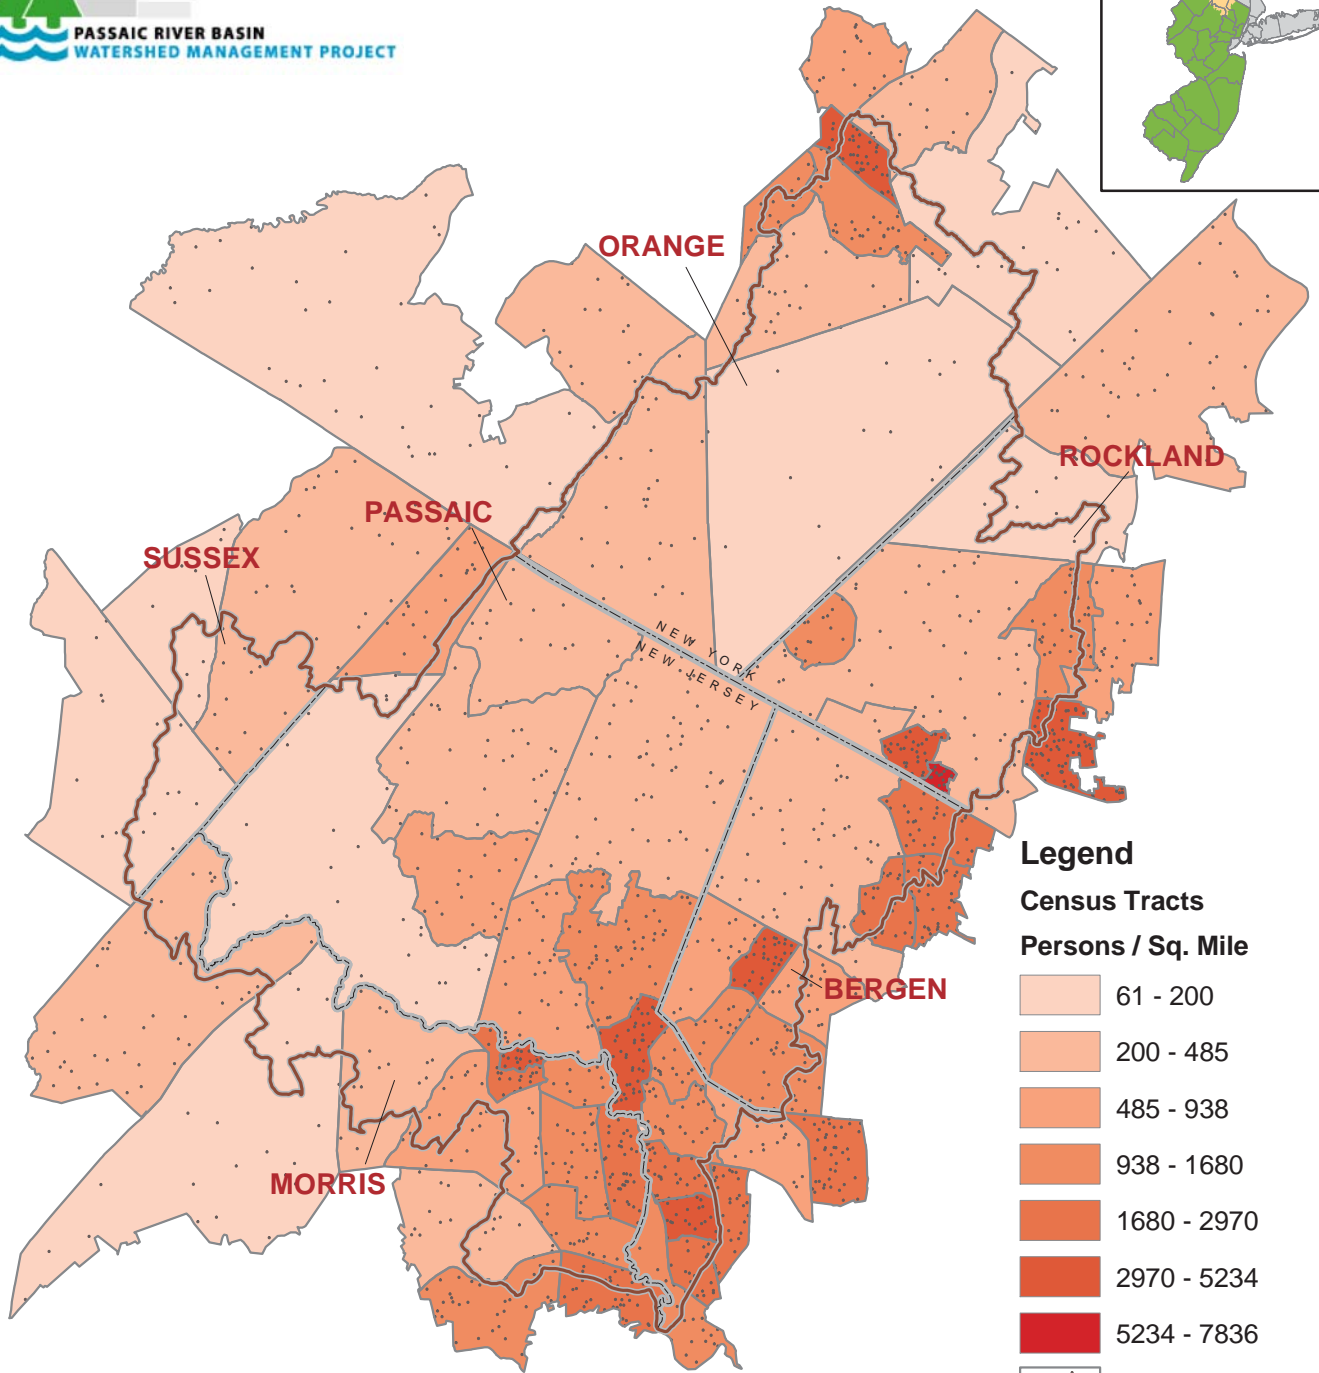 PASSAIC RIVER BASIN
WATERSHED MANAGEMENT PROJECT
ORANGE
ROCKLAND
PASSAIC
SUSSEX
NEW YORK
NEW JERSEY
BERGEN
MORRIS
Legend
Census Tracts
Persons / Sq. Mile
61 - 200
200 - 485
485 - 938
938 - 1680
1680 - 2970
2970 - 5234
5234 - 7836